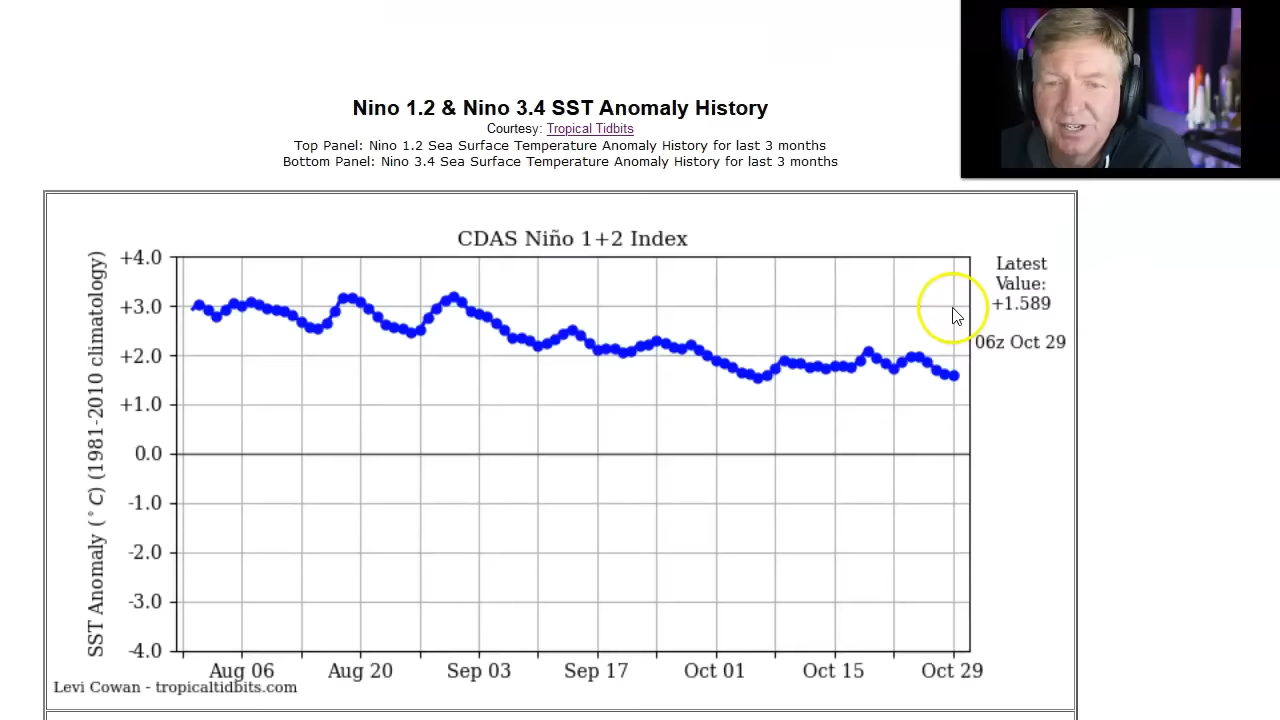 Nino 1.2 & Nino 3.4 SST Anomaly History
Courtesy: Tropical Tidbits
Top Panel: Nino 1.2 Sea Surface Temperature Anomaly History for last 3 months
Bottom Panel: Nino 3.4 Sea Surface Temperature Anomaly History for last 3 months
CDAS Niño 1+2 Index
SST Anomaly (°C) (1981-2010 climatology)
+4.0
+3.0
+2.0
+1.0
0.0
-1.0
-2.0
-3.0
-4.0
Latest
Value:
+1.589
06z Oct 29
Aug 06 Aug 20 Sep 03 Sep 17 Oct 01 Oct 15 Oct 29
Levi Cowan - tropicaltidbits.com